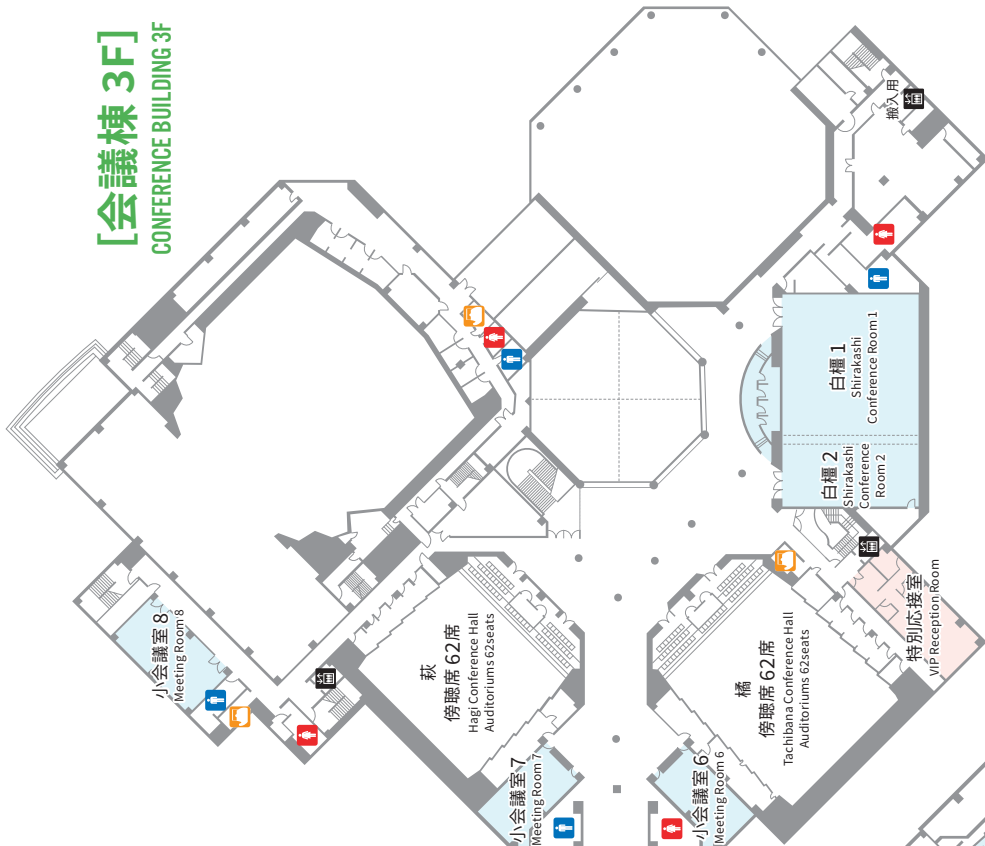 [会議棟 3F]
CONFERENCE BUILDING 3F
搬入用
白橿 1
Shirakashi
Conference Room 1
白橿 2
Shirakashi
Conference
Room 2
特別応接室
VIP Reception Room
小会議室 8
Meeting Room 8
萩
傍聴席 62席
Hagi Conference Hall
Auditoriums 62seats
橘
傍聴席 62席
Tachibana Conference Hall
Auditoriums 62seats
小会議室 7
Meeting Room 7
小会議室 6
Meeting Room 6